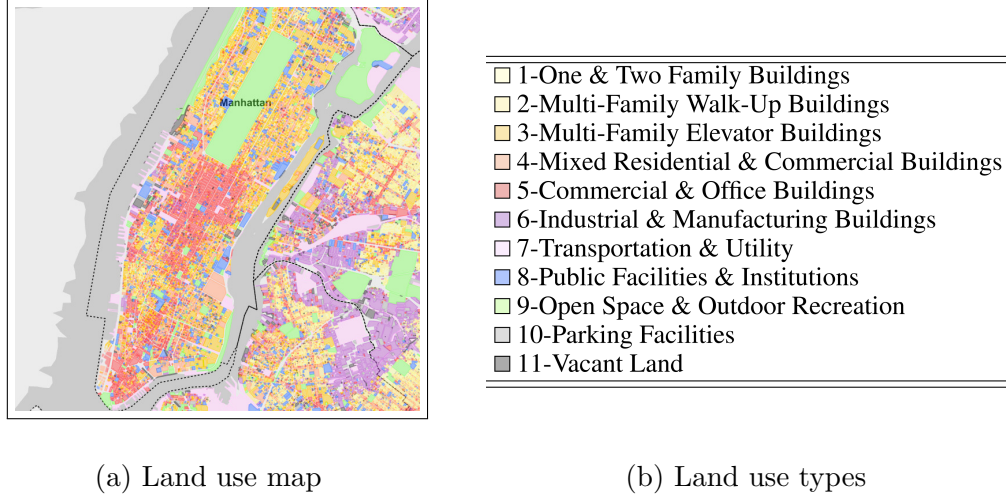 Manhattan
1-One & Two Family Buildings
2-Multi-Family Walk-Up Buildings
3-Multi-Family Elevator Buildings
4-Mixed Residential & Commercial Buildings
5-Commercial & Office Buildings
6-Industrial & Manufacturing Buildings
7-Transportation & Utility
8-Public Facilities & Institutions
9-Open Space & Outdoor Recreation
10-Parking Facilities
11-Vacant Land
(a) Land use map
(b) Land use types